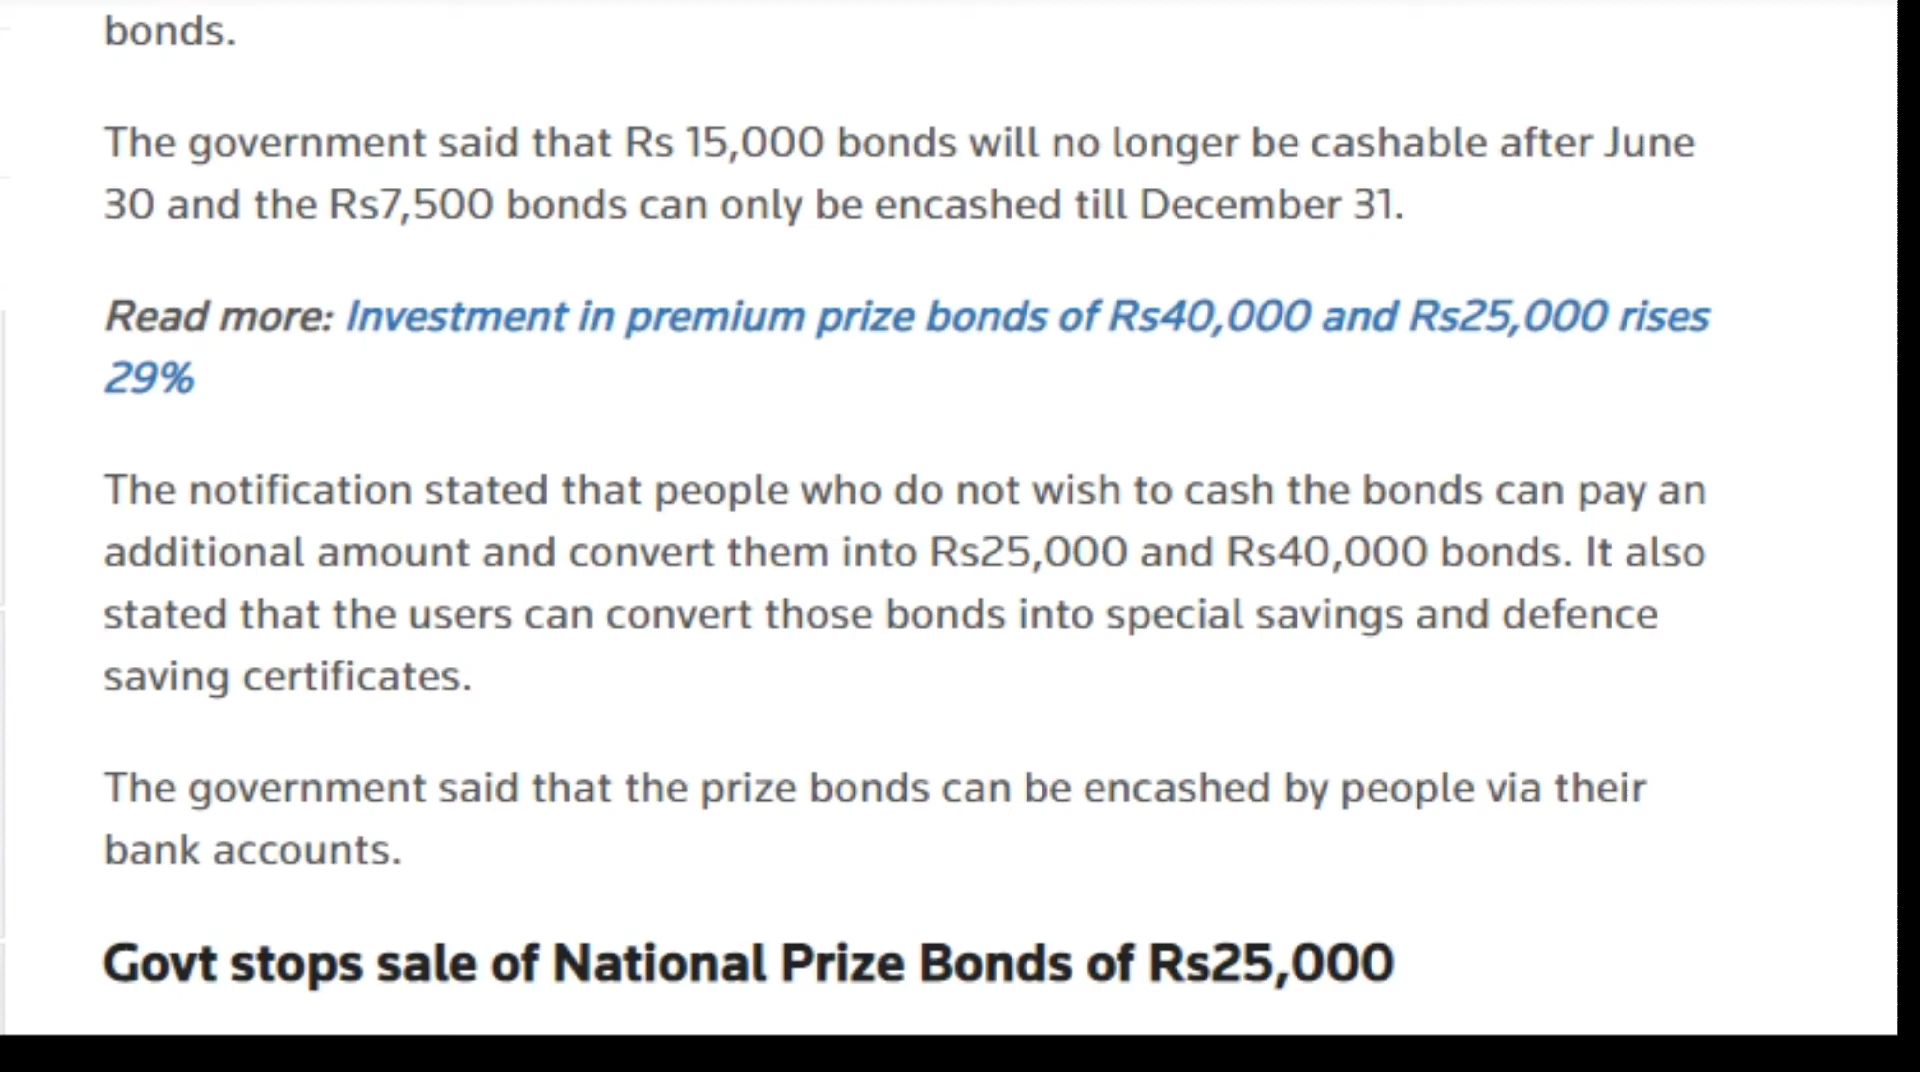 bonds.
The government said that Rs 15,000 bonds will no longer be cashable after June
30 and the Rs7,500 bonds can only be encashed till December 31.
Read more: Investment in premium prize bonds of Rs40,000 and Rs25,000 rises
29%
The notification stated that people who do not wish to cash the bonds can pay an
additional amount and convert them into Rs25,000 and Rs40,000 bonds. It also
stated that the users can convert those bonds into special savings and defence
saving certificates.
The government said that the prize bonds can be encashed by people via their
bank accounts.
Govt stops sale of National Prize Bonds of Rs25,000